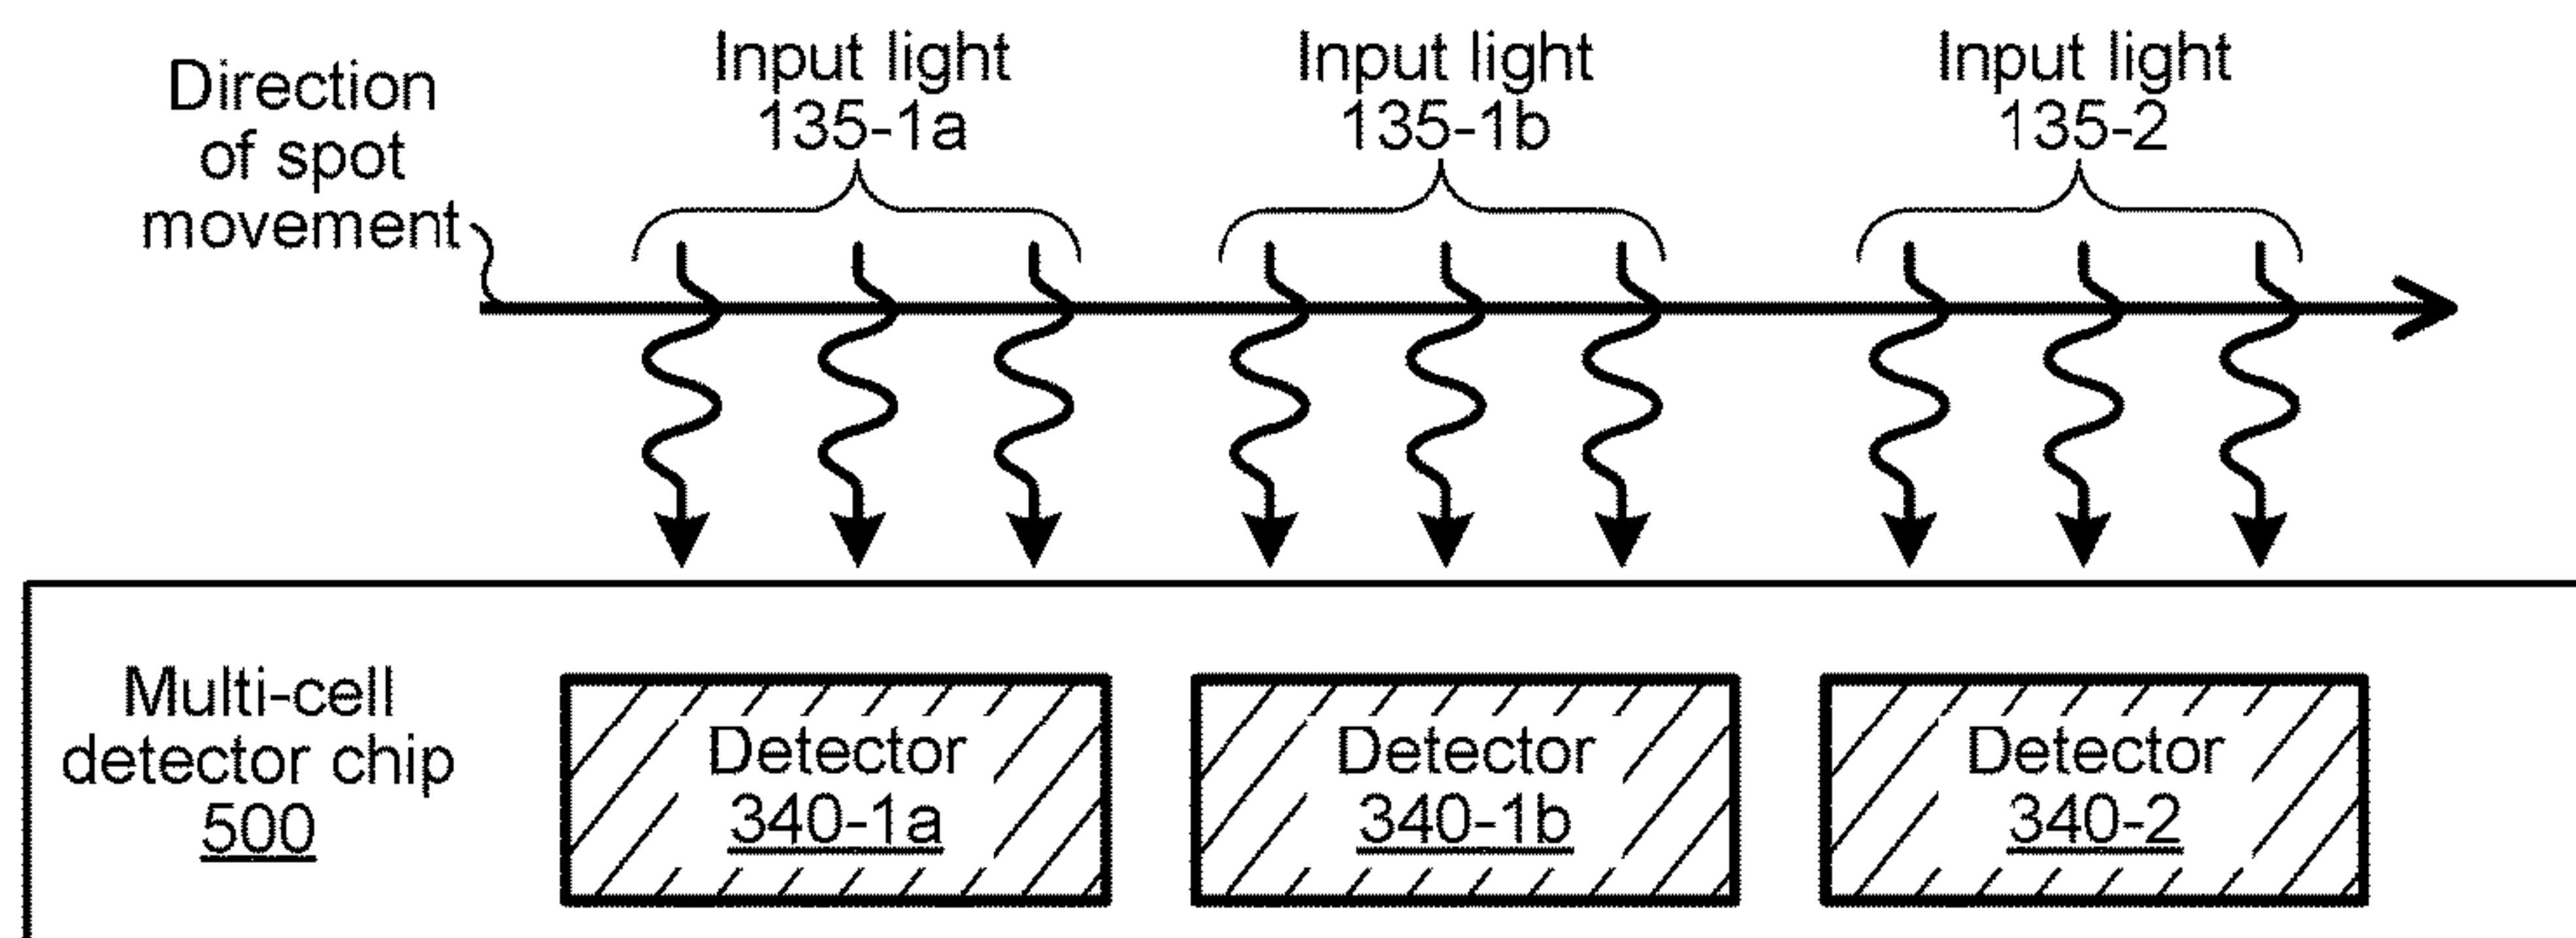 Direction
of spot
movement
Input light
135-1a
Input light
135-1b
Input light
135-2
Multi-cell
detector chip
500
Detector
340-1a
Detector
340-1b
Detector
340-2